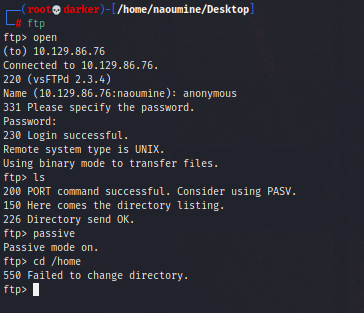 ┌──(root💀darker)-[/home/naoumine/Desktop]
└─# ftp
ftp> open
(to) 10.129.86.76
Connected to 10.129.86.76.
220 (vsFTPd 2.3.4)
Name (10.129.86.76:naoumine): anonymous
331 Please specify the password.
Password:
230 Login successful.
Remote system type is UNIX.
Using binary mode to transfer files.
ftp> ls
200 PORT command successful. Consider using PASV.
150 Here comes the directory listing.
226 Directory send OK.
ftp> passive
Passive mode on.
ftp> cd /home
550 Failed to change directory.
ftp>